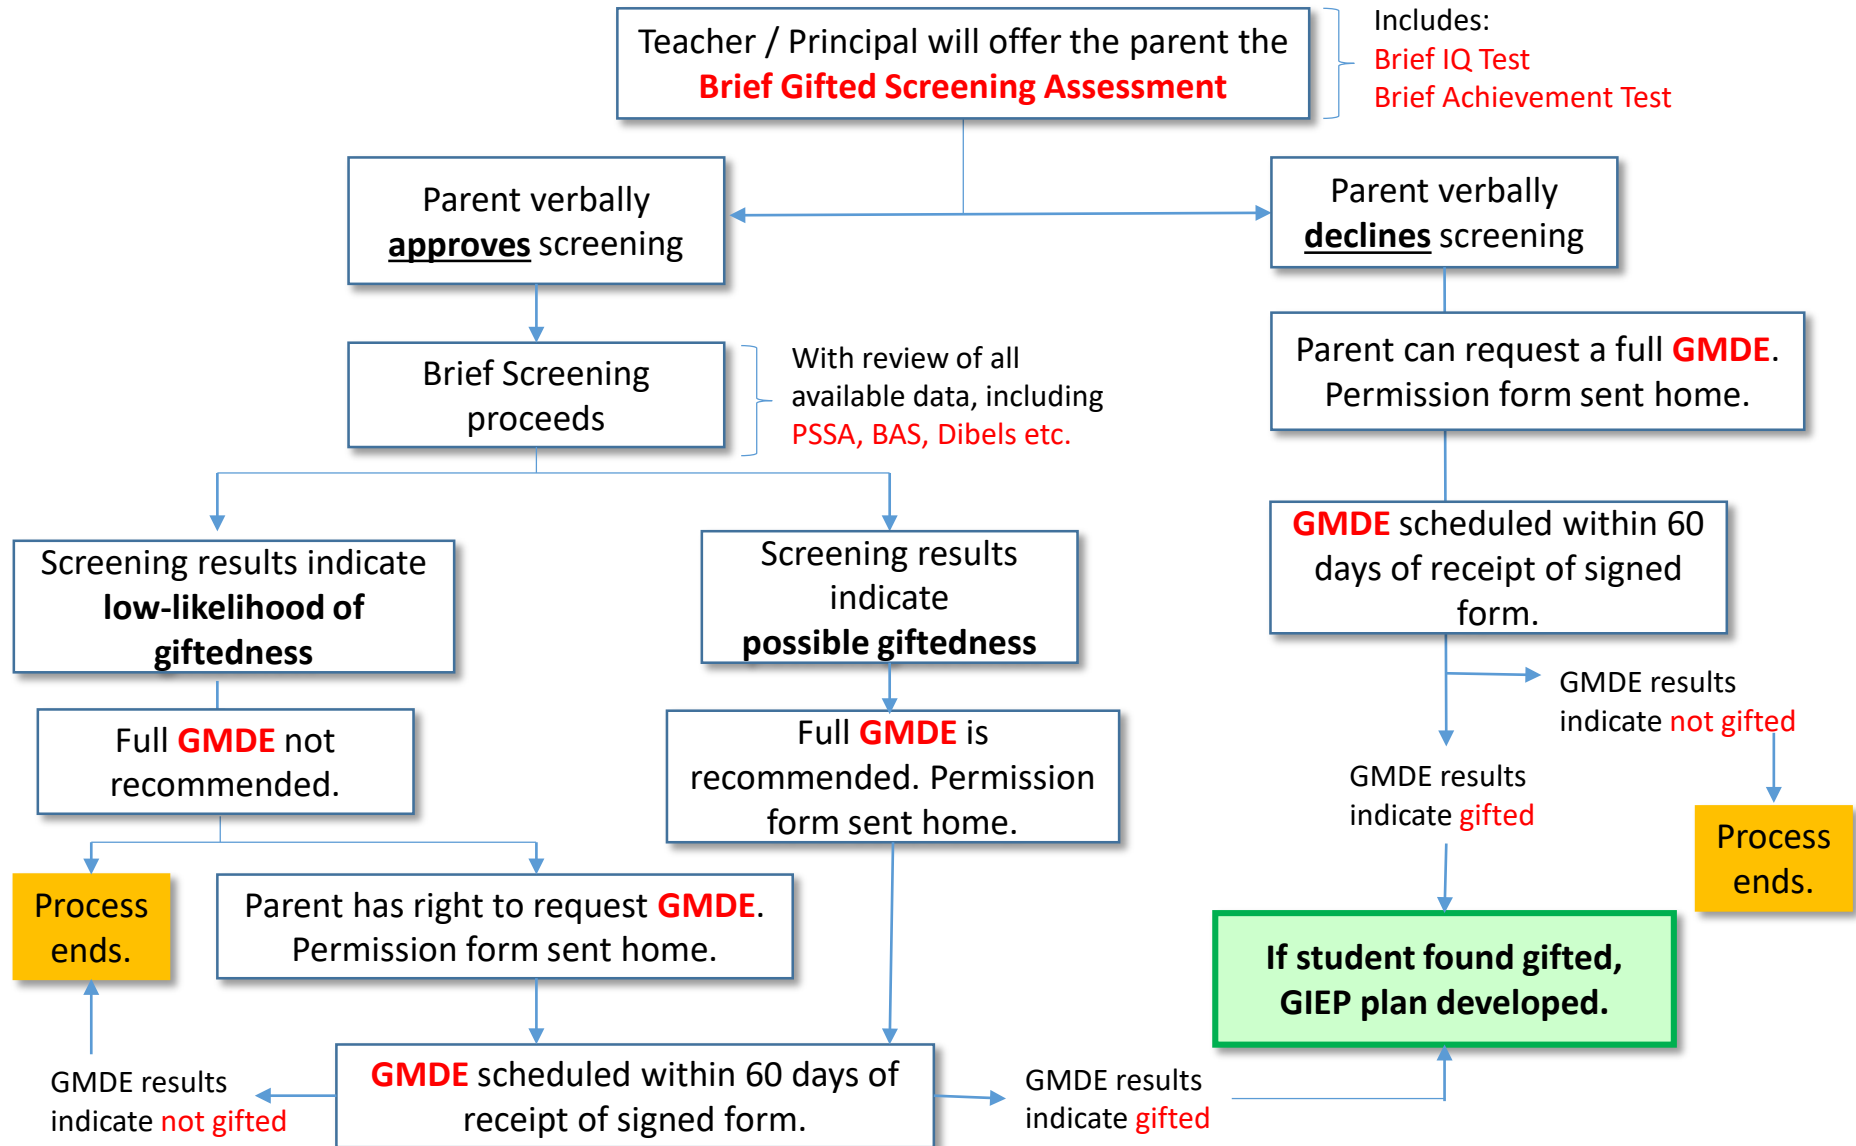 Teacher / Principal will offer the parent the
Brief Gifted Screening Assessment
Includes:
Brief IQ Test
Brief Achievement Test
Parent verbally
approves screening
Parent verbally
declines screening
Brief Screening
proceeds
With review of all
available data, including
PSSA, BAS, Dibels etc.
Parent can request a full GMDE.
Permission form sent home.
Screening results indicate
low-likelihood of
giftedness
Screening results
indicate
possible giftedness
GMDE scheduled within 60
days of receipt of signed
form.
Full GMDE not
recommended.
Full GMDE is
recommended. Permission
form sent home.
GMDE results
indicate not gifted
GMDE results
indicate gifted
Process
ends.
Process
ends.
Parent has right to request GMDE.
Permission form sent home.
If student found gifted,
GIEP plan developed.
GMDE results
indicate not gifted
GMDE scheduled within 60 days of
receipt of signed form.
GMDE results
indicate gifted